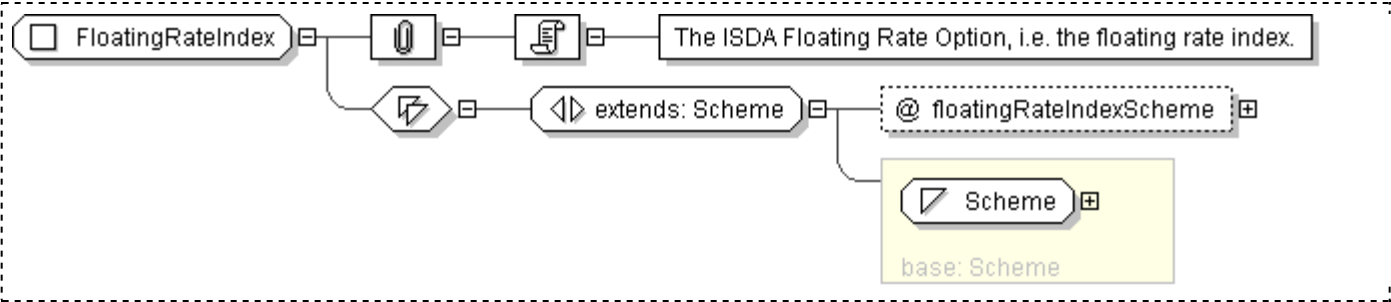 FloatingRateIndex
The ISDA Floating Rate Option, i.e. the floating rate index.
extends: Scheme
@ floatingRateIndexScheme
Scheme
base: Scheme